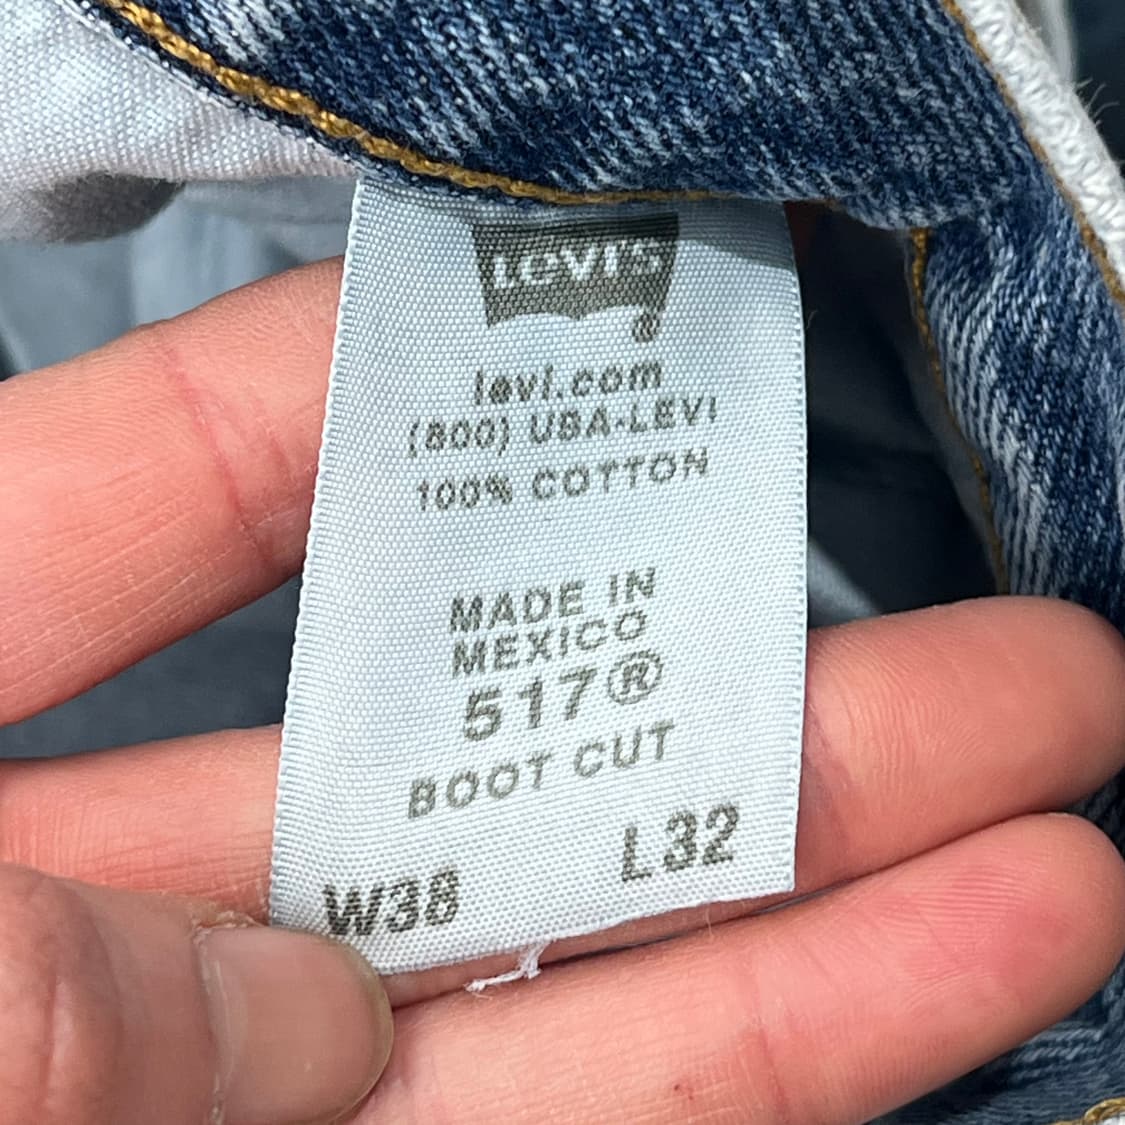 Levi's
®
levi.com
(800) USA-LEVI
100% COTTON
MADE IN
MEXICO
517®
BOOT CUT
W38 L32